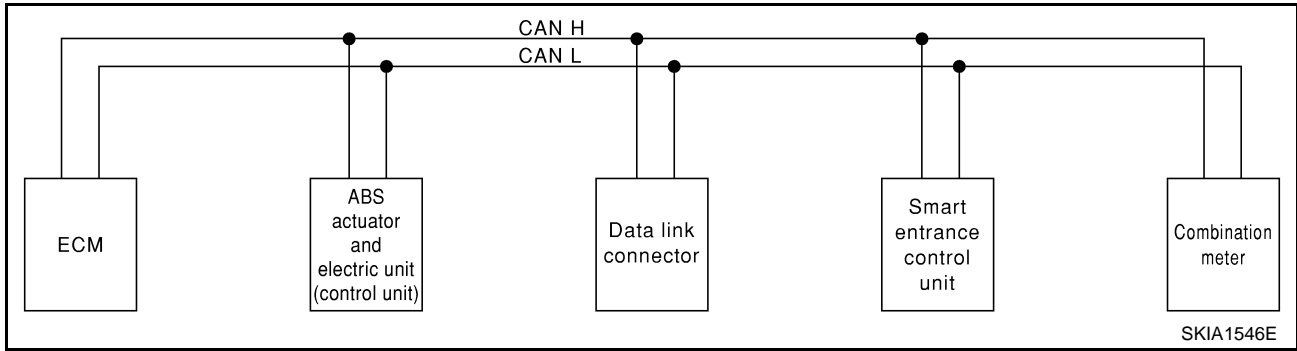 CAN H
CAN L
ECM
ABS
actuator
and
electric unit
(control unit)
Data link
connector
Smart
entrance
control
unit
Combination
meter
SKIA1546E